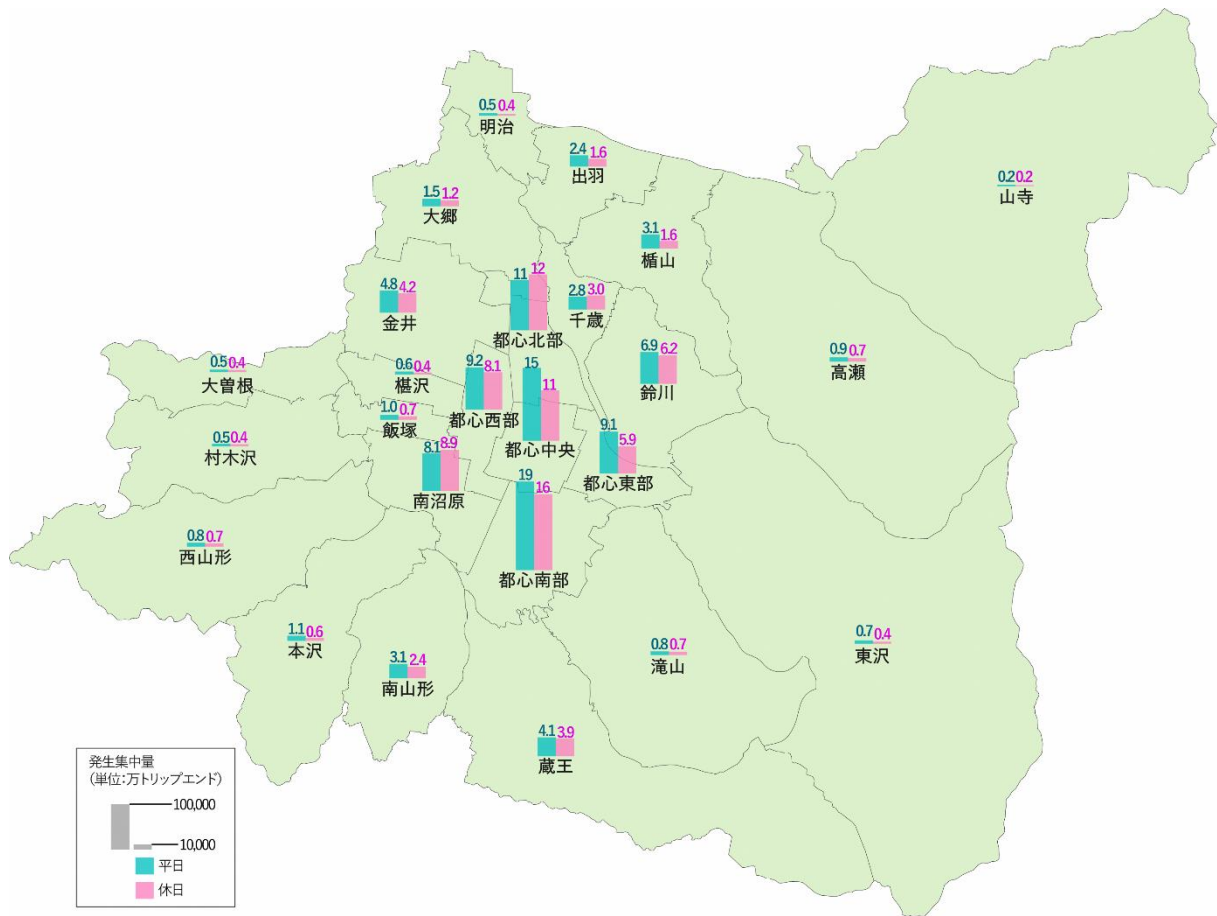 0.5 0.4
明治
2.4 1.6
出羽
0.2 0.2
山寺
1.5 1.2
大郷
3.1 1.6
楯山
4.8 4.2
金井
11 12
都心北部
2.8 3.0
千歳
6.9 6.2
鈴川
0.9 0.7
高瀬
0.5 0.4
大曽根
0.6 0.4
椹沢
9.2 8.1
都心西部
15 11
都心中央
1.0 0.7
飯塚
0.5 0.4
村木沢
8.1 8.9
南沼原
9.1 5.9
都心東部
19 16
都心南部
0.8 0.7
西山形
1.1 0.6
本沢
3.1 2.4
南山形
0.8 0.7
滝山
0.7 0.4
東沢
4.1 3.9
蔵王
発生集中量
(単位:万トリップエンド)
100,000
10,000
平日
休日